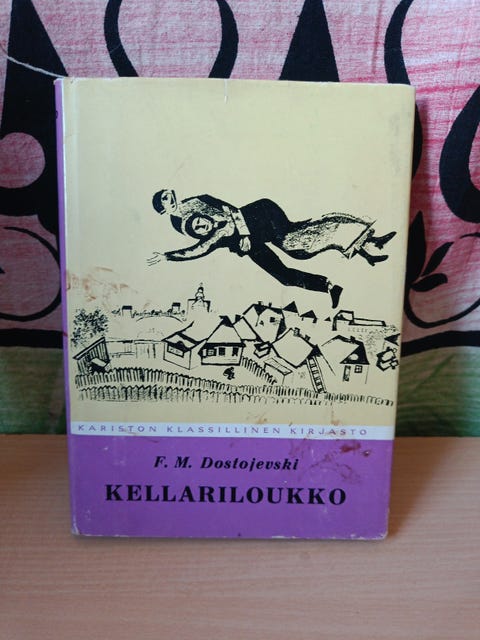 KARISTON KLASSILLINEN KIRJASTO
F. M. Dostojevski
KELLARILOUKKO